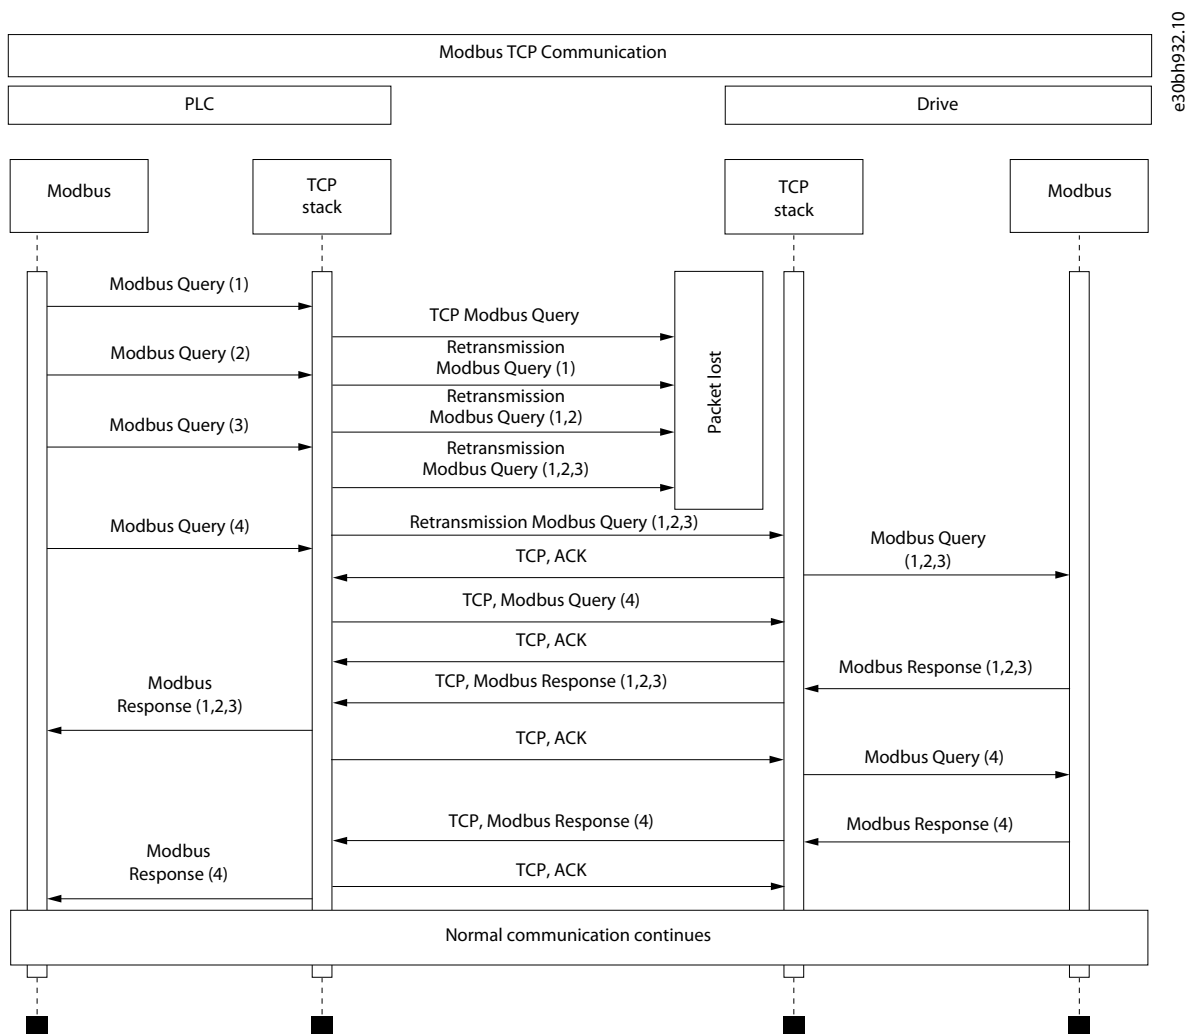 e30bh932.10
Modbus TCP Communication
PLC
Drive
Modbus
TCP
stack
TCP
stack
Modbus
Modbus Query (1)
TCP Modbus Query
Retransmission
Modbus Query (1)
Modbus Query (2)
Retransmission
Modbus Query (1,2)
Modbus Query (3)
Retransmission
Modbus Query (1,2,3)
Packet lost
Modbus Query (4)
Retransmission Modbus Query (1,2,3)
Modbus Query
(1,2,3)
TCP, ACK
TCP, Modbus Query (4)
TCP, ACK
Modbus Response (1,2,3)
TCP, Modbus Response (1,2,3)
Modbus
Response (1,2,3)
TCP, ACK
Modbus Query (4)
TCP, Modbus Response (4)
Modbus Response (4)
Modbus
Response (4)
TCP, ACK
Normal communication continues